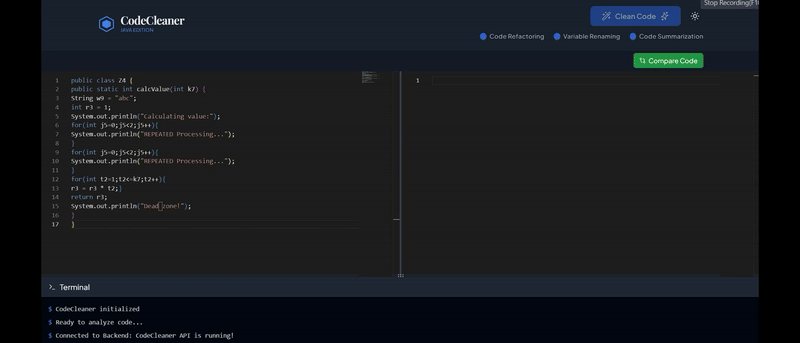 Stop Recording(F1
CodeCleaner
JAVA EDITION
Clean Code
Code Refactoring
Variable Renaming
Code Summarization
Compare Code
1 public class Z4 {
2 public static int calcValue(int k7) {
3 String w9 = "abc";
4 int r3 = 1;
5 System.out.println("Calculating value:");
6 for(int j5=0;j5<2;j5++){
7 System.out.println("REPEATED Processing...");
8 }
9 for(int j5=0;j5<2;j5++){
10 System.out.println("REPEATED Processing...");
11 }
12 for(int t2=1;t2<=k7;t2++){
13 r3 = r3 * t2;}
14 return r3;
15 System.out.println("Dead zone!");
16 }
17 }
1
>_ Terminal
$ CodeCleaner initialized
$ Ready to analyze code...
$ Connected to Backend: CodeCleaner API is running!